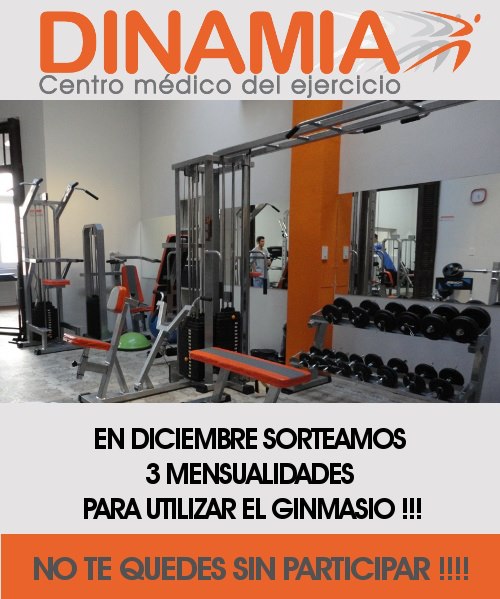 DINAMIA
Centro médico del ejercicio
EN DICIEMBRE SORTEAMOS
3 MENSUALIDADES
PARA UTILIZAR EL GINMASIO !!!
NO TE QUEDES SIN PARTICIPAR !!!!